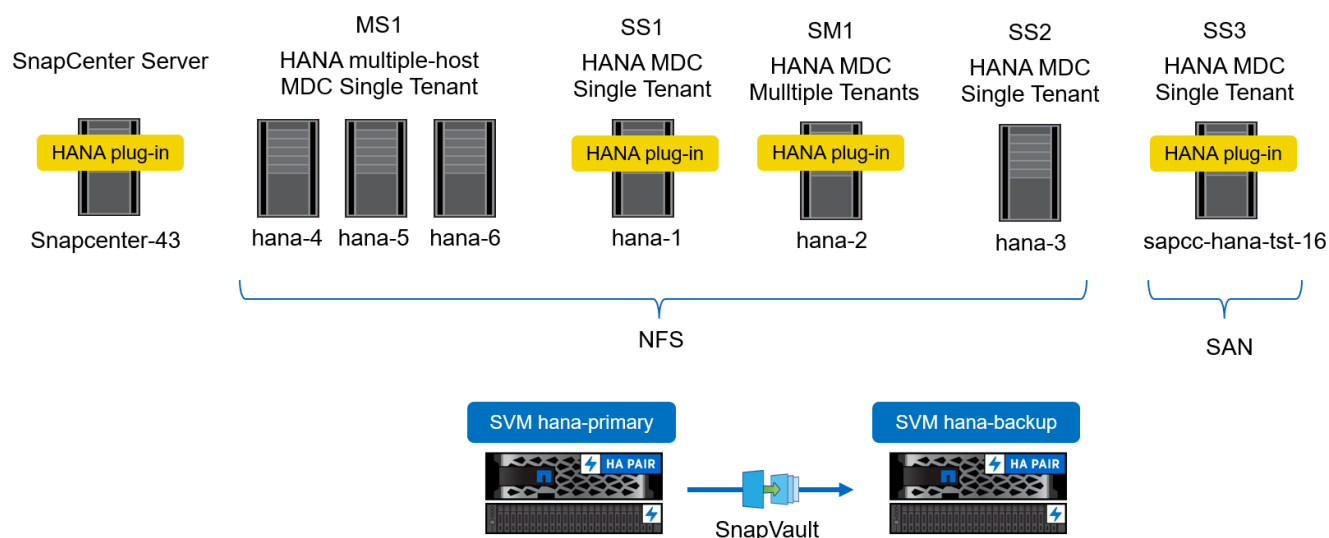 SnapCenter Server
HANA plug-in
Snapcenter-43
MS1
HANA multiple-host
MDC Single Tenant
hana-4
hana-5
hana-6
SS1
HANA MDC
Single Tenant
HANA plug-in
hana-1
SM1
HANA MDC
Mulltiple Tenants
HANA plug-in
hana-2
SS2
HANA MDC
Single Tenant
hana-3
SS3
HANA MDC
Single Tenant
HANA plug-in
sapcc-hana-tst-16
NFS
SAN
SVM hana-primary
HA PAIR
SnapVault
SVM hana-backup
HA PAIR